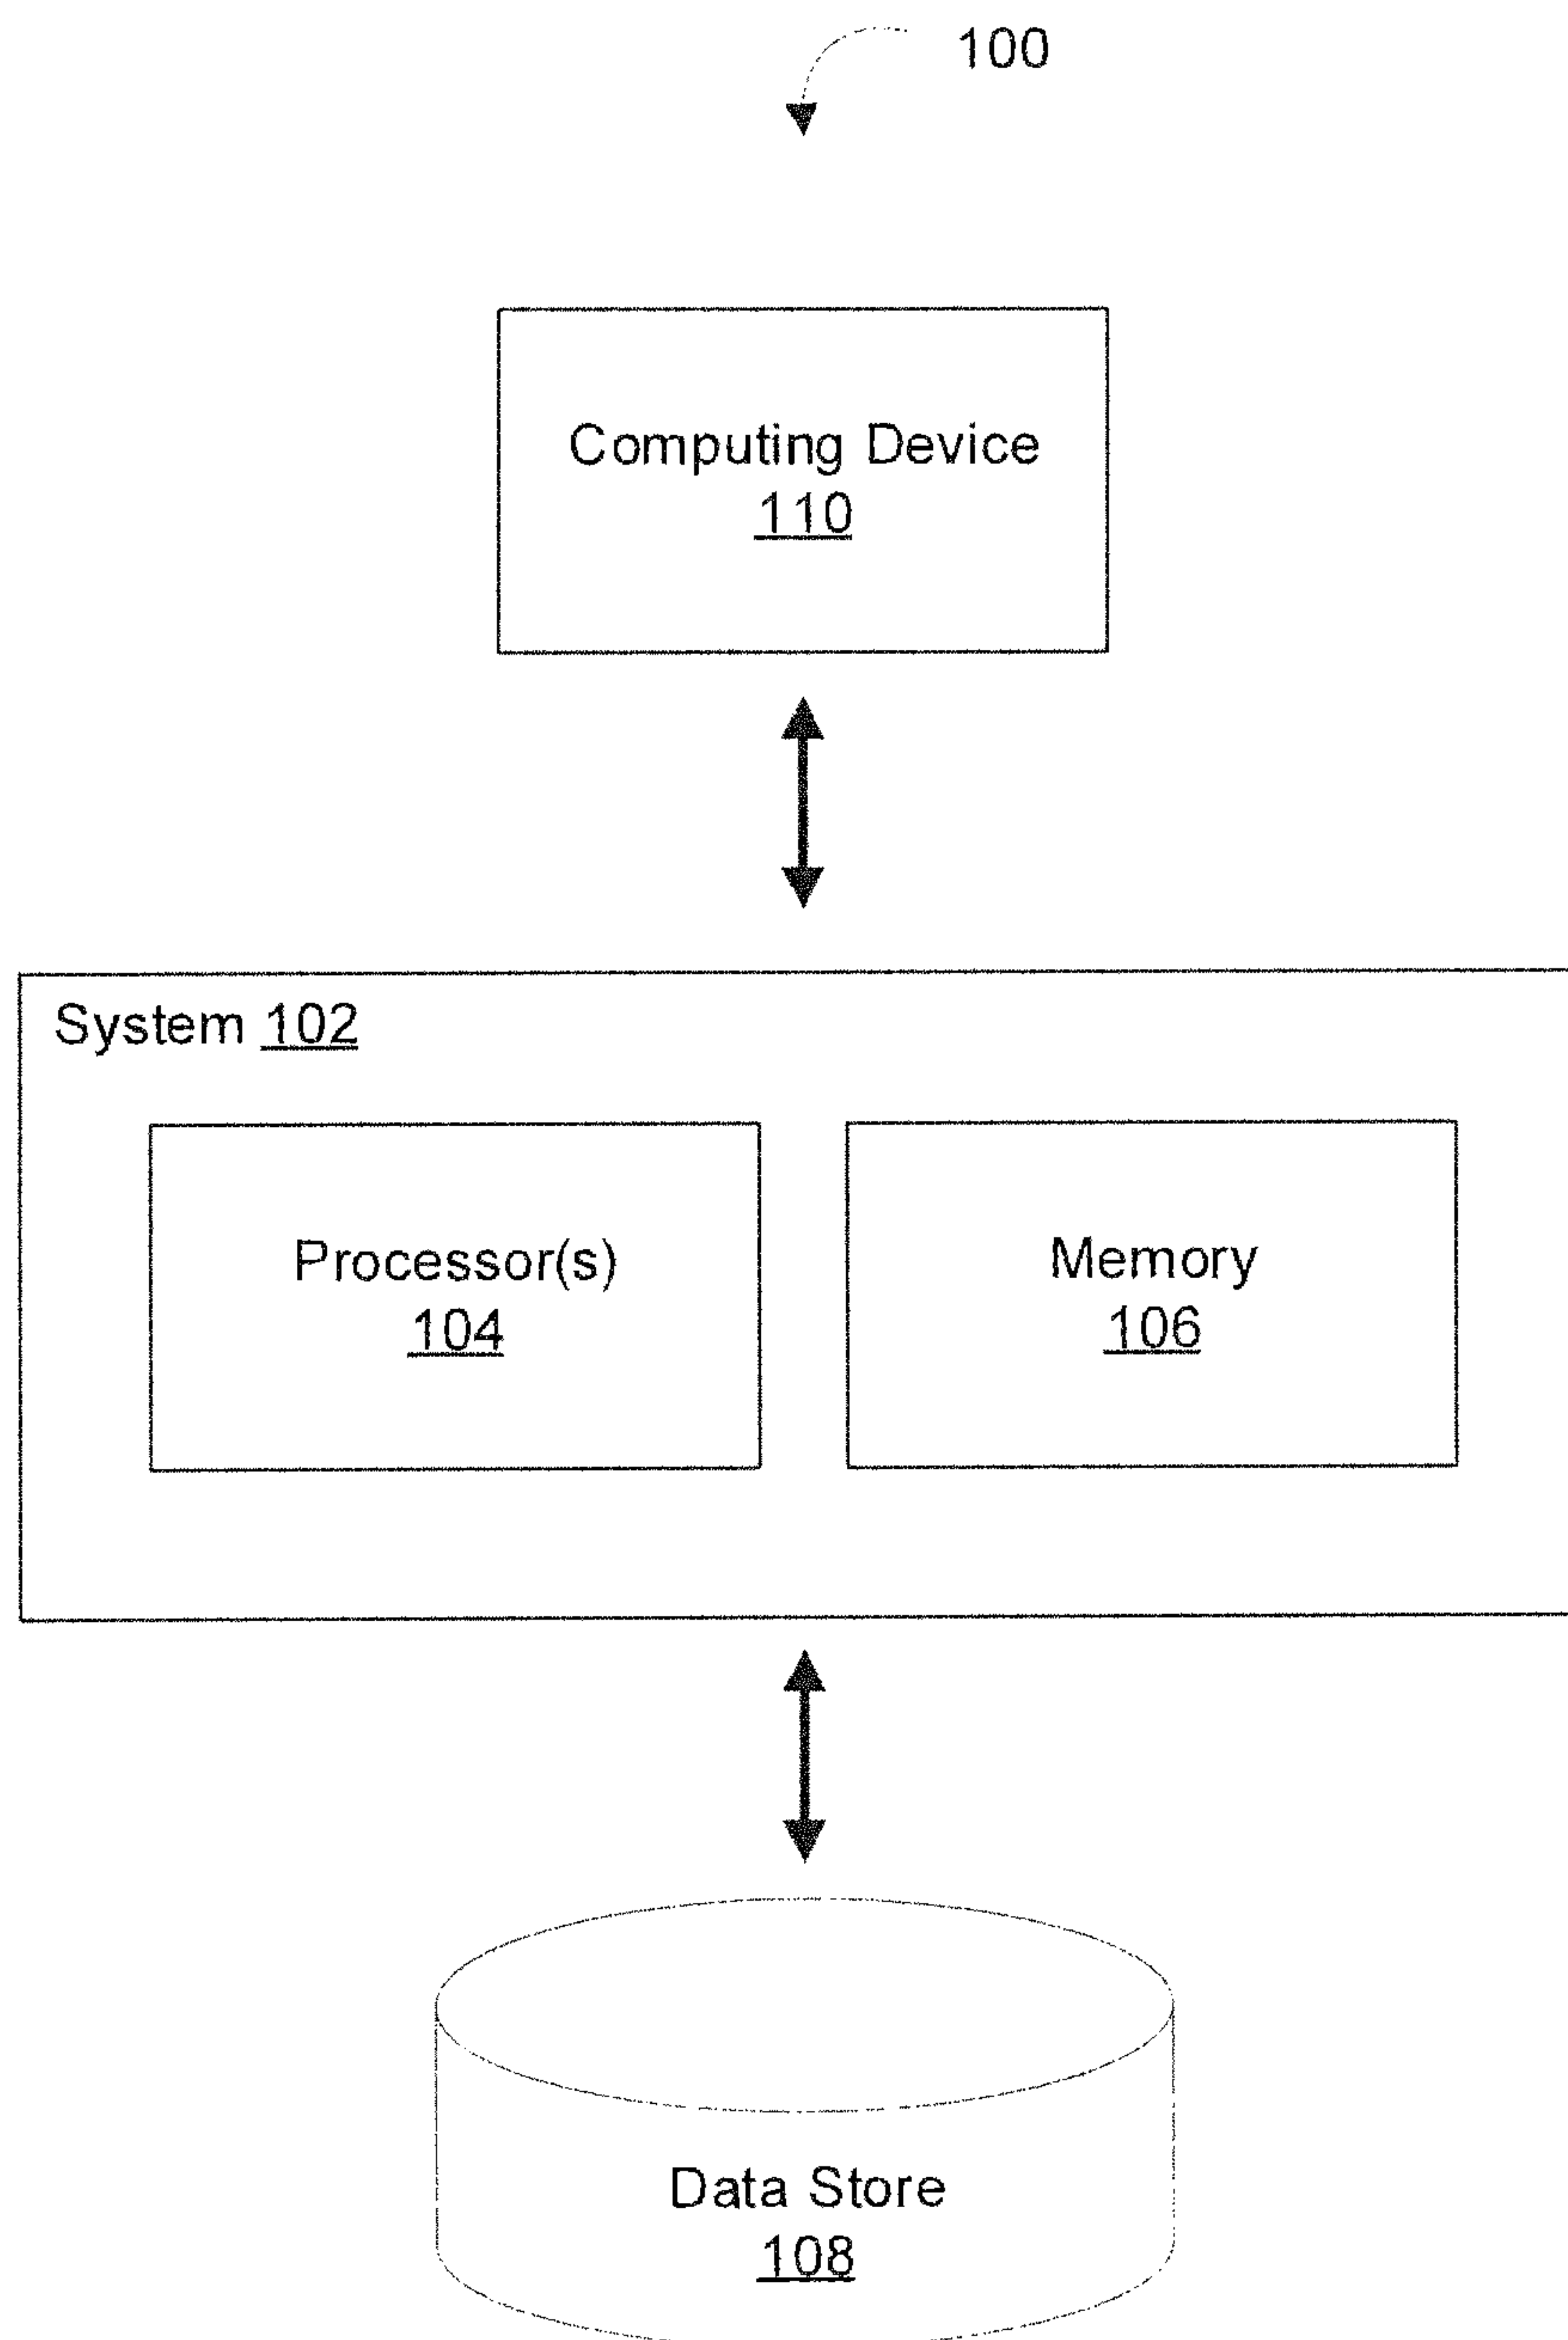 100
Computing Device
110
System 102
Processor(s)
104
Memory
106
Data Store
108